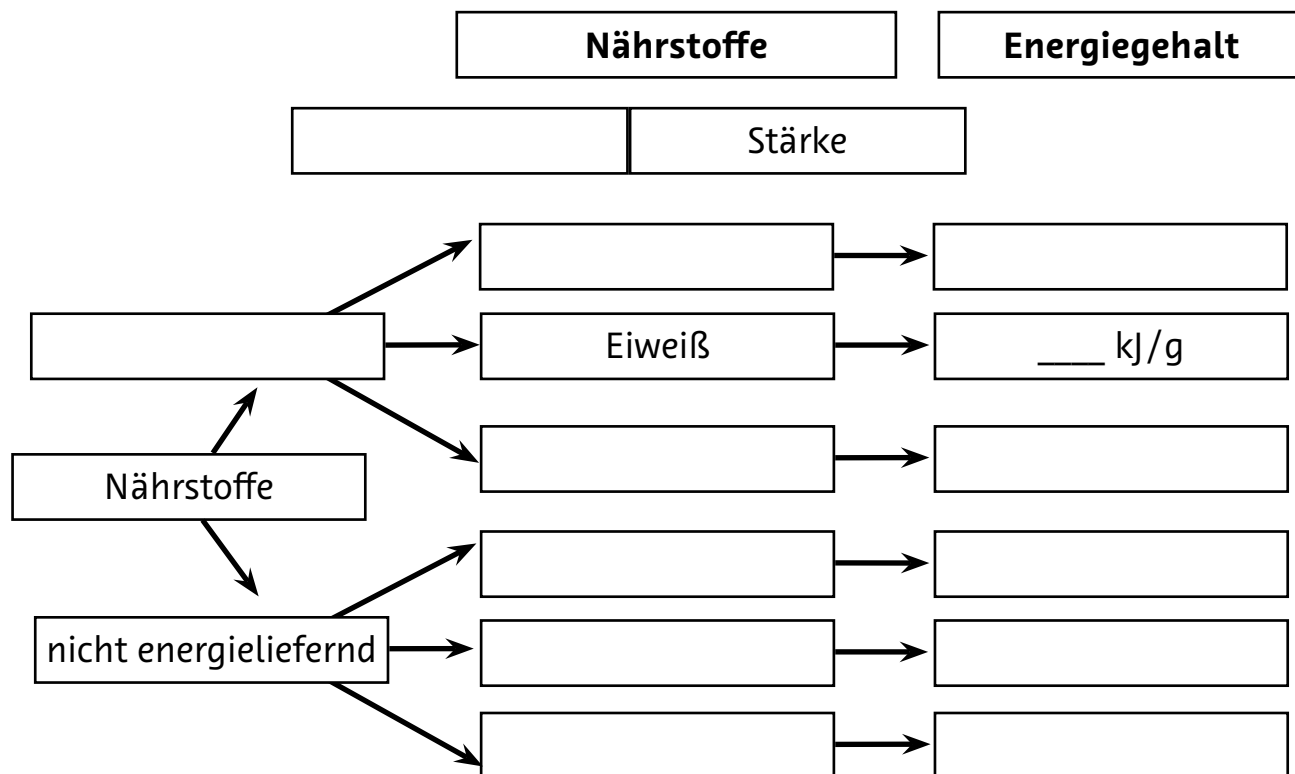 Nährstoffe
Energiegehalt
Stärke
Eiweiß
____ kJ/g
Nährstoffe
nicht energieliefernd